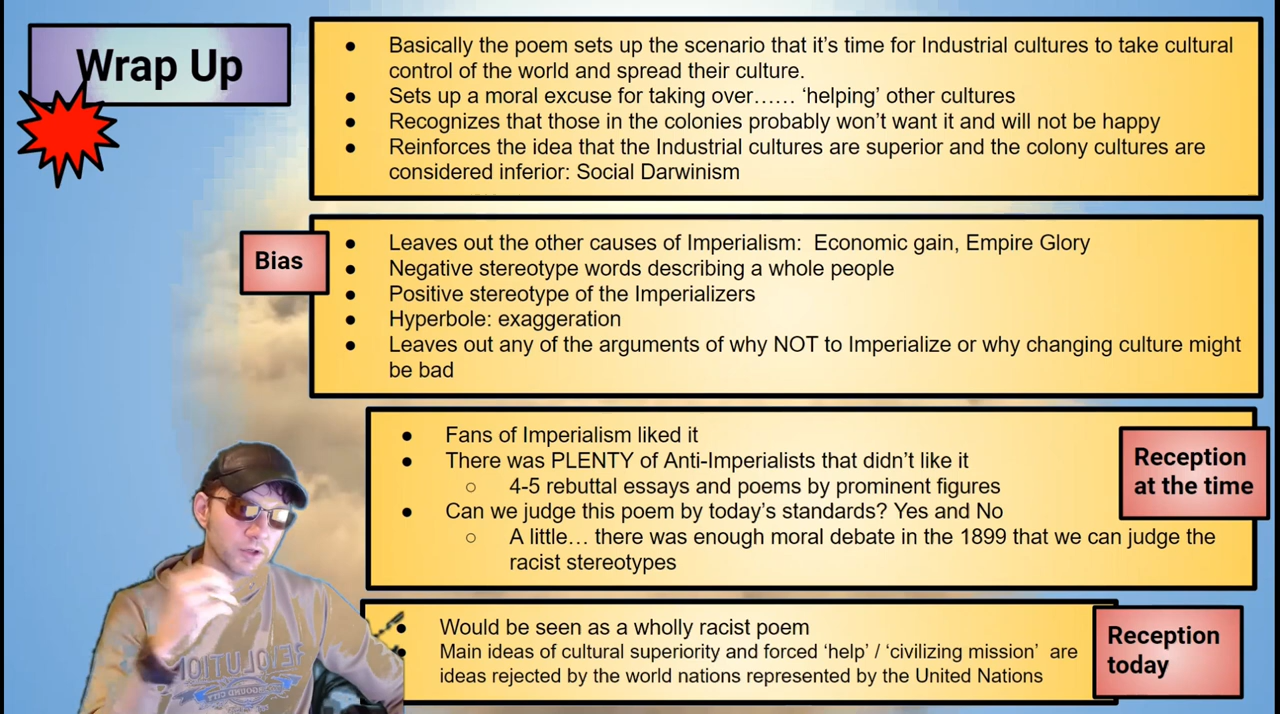 Wrap Up
● Basically the poem sets up the scenario that it's time for Industrial cultures to take cultural
control of the world and spread their culture.
● Sets up a moral excuse for taking over…… 'helping' other cultures
● Recognizes that those in the colonies probably won't want it and will not be happy
● Reinforces the idea that the Industrial cultures are superior and the colony cultures are
considered inferior: Social Darwinism
Bias
● Leaves out the other causes of Imperialism: Economic gain, Empire Glory
● Negative stereotype words describing a whole people
● Positive stereotype of the Imperializers
● Hyperbole: exaggeration
● Leaves out any of the arguments of why NOT to Imperialize or why changing culture might
be bad
Reception
at the time
● Fans of Imperialism liked it
● There was PLENTY of Anti-Imperialists that didn't like it
○ 4-5 rebuttal essays and poems by prominent figures
● Can we judge this poem by today's standards? Yes and No
○ A little… there was enough moral debate in the 1899 that we can judge the
racist stereotypes
Reception
today
● Would be seen as a wholly racist poem
● Main ideas of cultural superiority and forced 'help' / 'civilizing mission' are
ideas rejected by the world nations represented by the United Nations